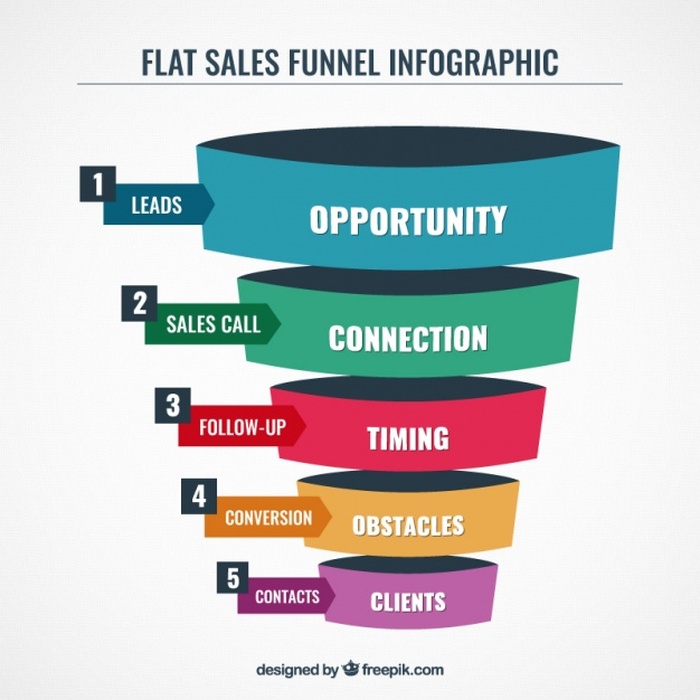 FLAT SALES FUNNEL INFOGRAPHIC
1
LEADS
OPPORTUNITY
2
SALES CALL
CONNECTION
3
FOLLOW-UP
TIMING
4
CONVERSION
OBSTACLES
5
CONTACTS
CLIENTS
designed by freepik.com